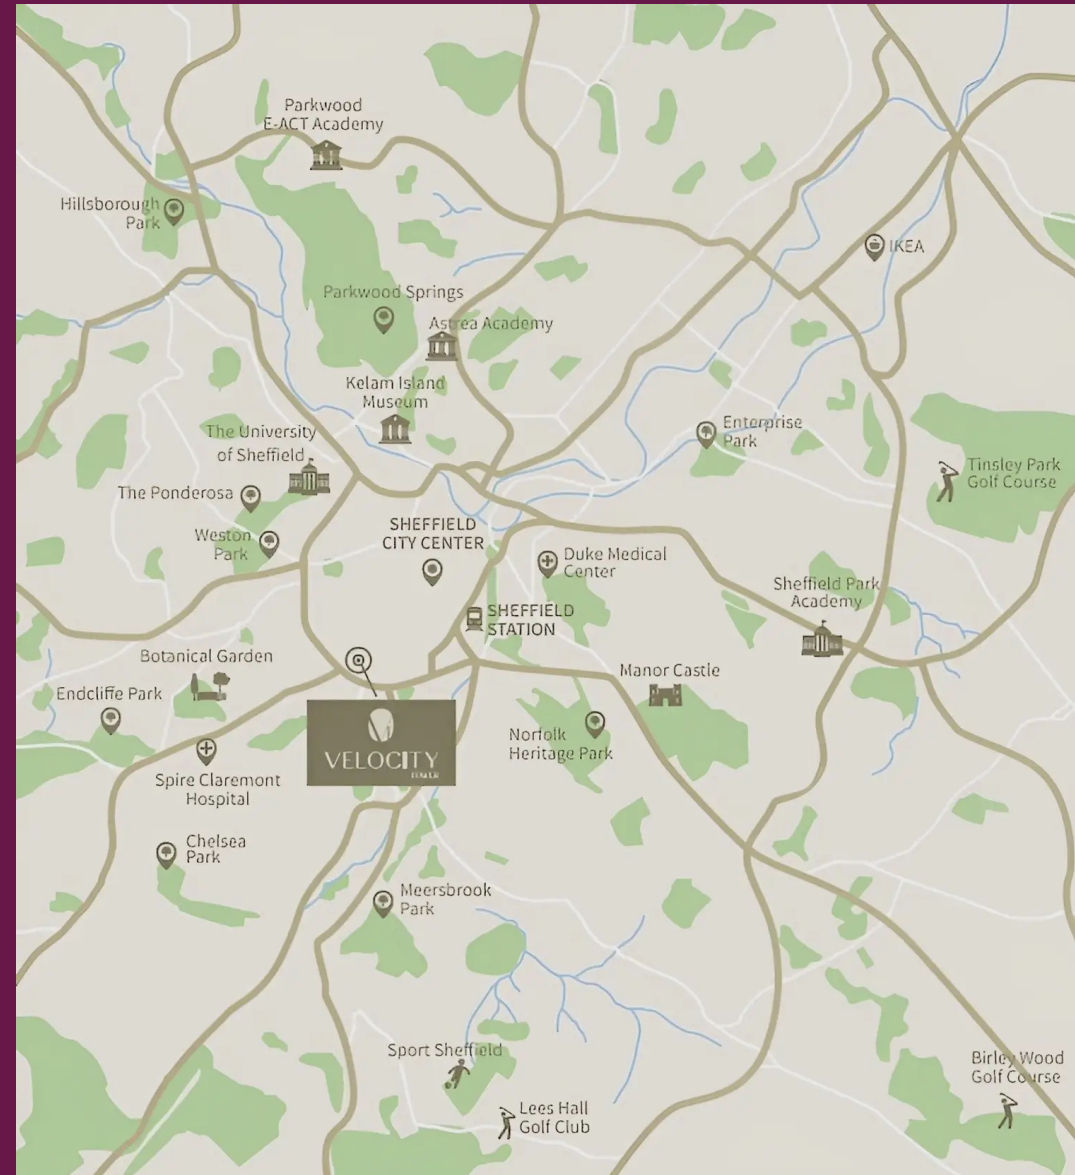 Parkwood
E-ACT Academy
Hillsborough
Park
IKEA
Parkwood Springs
Astrea Academy
Kelam Island
Museum
The University
of Sheffield
Enterprise
Park
Tinsley Park
Golf Course
The Ponderosa
Weston
Park
SHEFFIELD
CITY CENTER
Duke Medical
Center
Sheffield Park
Academy
SHEFFIELD
STATION
Botanical Garden
Manor Castle
Endcliffe Park
VELOCITY
TOWER
Norfolk
Heritage Park
Spire Claremont
Hospital
Chelsea
Park
Meersbrook
Park
Sport Sheffield
Birley Wood
Golf Course
Lees Hall
Golf Club